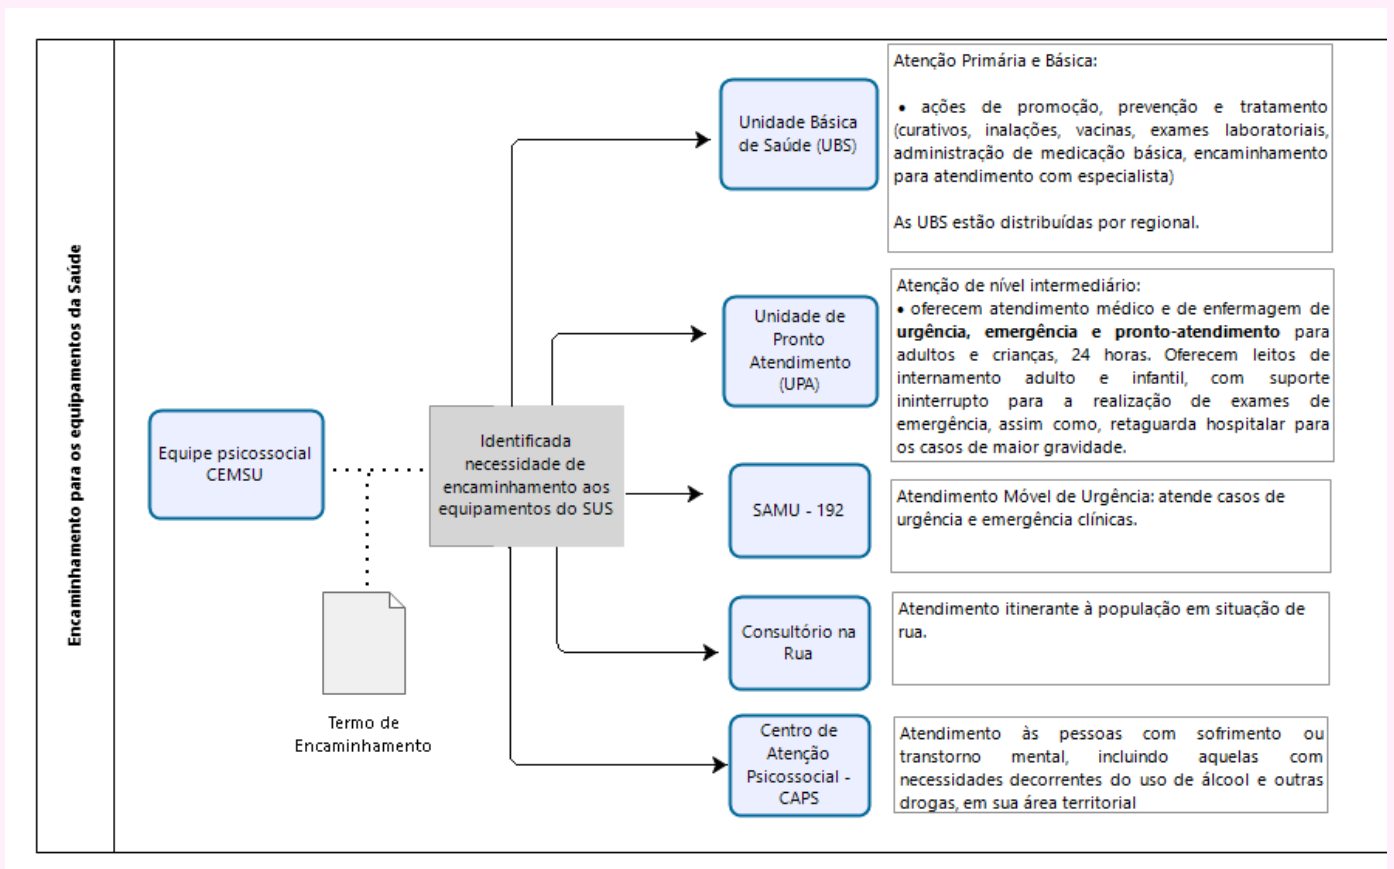 Encaminhamento para os equipamentos da Saúde
Equipe psicossocial
CEMSU
Termo de
Encaminhamento
Identificada
necessidade de
encaminhamento aos
equipamentos do SUS
Unidade Básica
de Saúde (UBS)
Atenção Primária e Básica:
• ações de promoção, prevenção e tratamento
(curativos, inalações, vacinas, exames laboratoriais,
administração de medicação básica, encaminhamento
para atendimento com especialista)
As UBS estão distribuídas por regional.
Unidade de
Pronto
Atendimento
(UPA)
Atenção de nível intermediário:
• oferecem atendimento médico e de enfermagem de
urgência, emergência e pronto-atendimento para
adultos e crianças, 24 horas. Oferecem leitos de
internamento adulto e infantil, com suporte
ininterrupto para a realização de exames de
emergência, assim como, retaguarda hospitalar para
os casos de maior gravidade.
SAMU - 192
Atendimento Móvel de Urgência: atende casos de
urgência e emergência clínicas.
Consultório na
Rua
Atendimento itinerante à população em situação de
rua.
Centro de
Atenção
Psicossocial -
CAPS
Atendimento às pessoas com sofrimento ou
transtorno mental, incluindo aquelas com
necessidades decorrentes do uso de álcool e outras
drogas, em sua área territorial